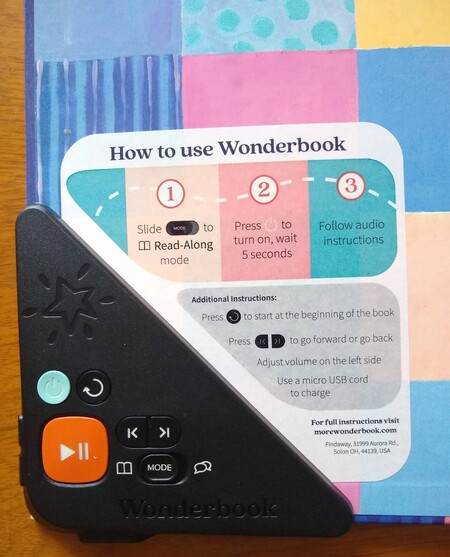 How to use Wonderbook
1
2
3
Slide MODE to
Read-Along
mode
Press to
turn on, wait
5 seconds
Follow audio
instructions
Additional Instructions:
Press to start at the beginning of the book
Press to go forward or go back
Adjust volume on the left side
Use a micro USB cord
to charge
For full instructions visit
morewonderbook.com
Findaway, 31999 Aurora Rd.,
Solon OH, 44139, USA
MODE
Wonderbook